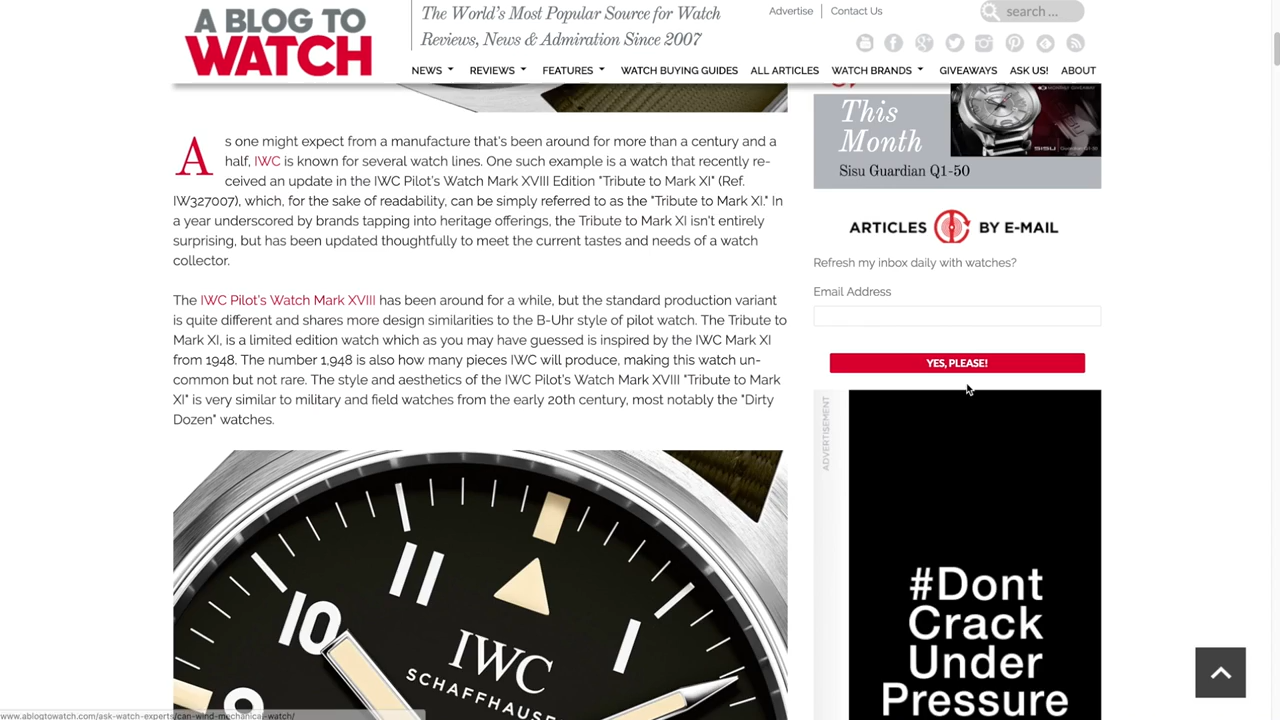 A BLOG TO
WATCH
The World's Most Popular Source for Watch
Reviews, News & Admiration Since 2007
Advertise
Contact Us
search ...
NEWS
REVIEWS
FEATURES
WATCH BUYING GUIDES
ALL ARTICLES
WATCH BRANDS
GIVEAWAYS
ASK US!
ABOUT
As one might expect from a manufacture that's been around for more than a century and a
half, IWC is known for several watch lines. One such example is a watch that recently re-
ceived an update in the IWC Pilot's Watch Mark XVIII Edition "Tribute to Mark XI" (Ref.
IW327007), which, for the sake of readability, can be simply referred to as the "Tribute to Mark XI." In
a year underscored by brands tapping into heritage offerings, the Tribute to Mark XI isn't entirely
surprising, but has been updated thoughtfully to meet the current tastes and needs of a watch
collector.
The IWC Pilot's Watch Mark XVIII has been around for a while, but the standard production variant
is quite different and shares more design similarities to the B-Uhr style of pilot watch. The Tribute to
Mark XI, is a limited edition watch which as you may have guessed is inspired by the IWC Mark XI
from 1948. The number 1,948 is also how many pieces IWC will produce, making this watch un-
common but not rare. The style and aesthetics of the IWC Pilot's Watch Mark XVIII "Tribute to Mark
XI" is very similar to military and field watches from the early 20th century, most notably the "Dirty
Dozen" watches.
11
10
1
9
IWC
SCHAFFHAUSE
This
Month
SISU
Sisu Guardian Q1-50
ARTICLES BY E-MAIL
Refresh my inbox daily with watches?
Email Address
YES, PLEASE!
ADVERTISEMENT
#Dont
Crack
Under
Pressure
www.ablogtowatch.com/ask-watch-experts/can-wind-mechanical-watch/